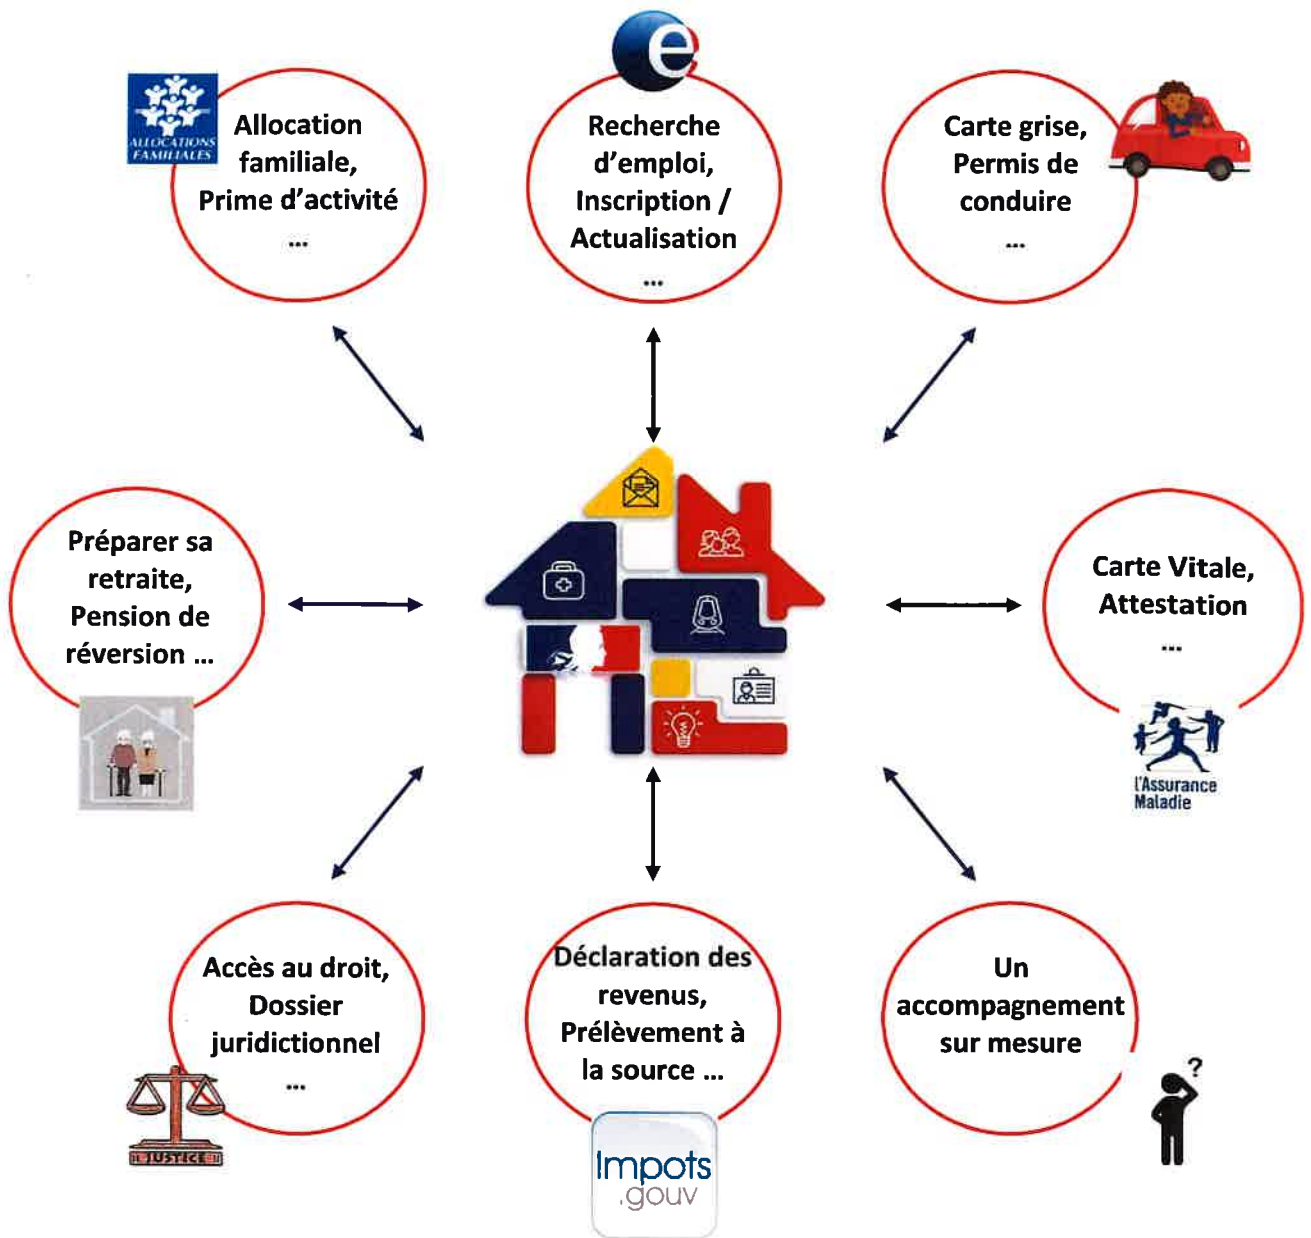 ALLOCATIONS
FAMILIALES
Allocation
familiale,
Prime d'activité
...
e
Recherche
d'emploi,
Inscription /
Actualisation
...
Carte grise,
Permis de
conduire
...
Préparer sa
retraite,
Pension de
réversion ...
Carte Vitale,
Attestation
...
l'Assurance
Maladie
Accès au droit,
Dossier
juridictionnel
...
JUSTICE
Déclaration des
revenus,
Prélèvement à
la source ...
Impots
.gouv
Un
accompagnement
sur mesure
?